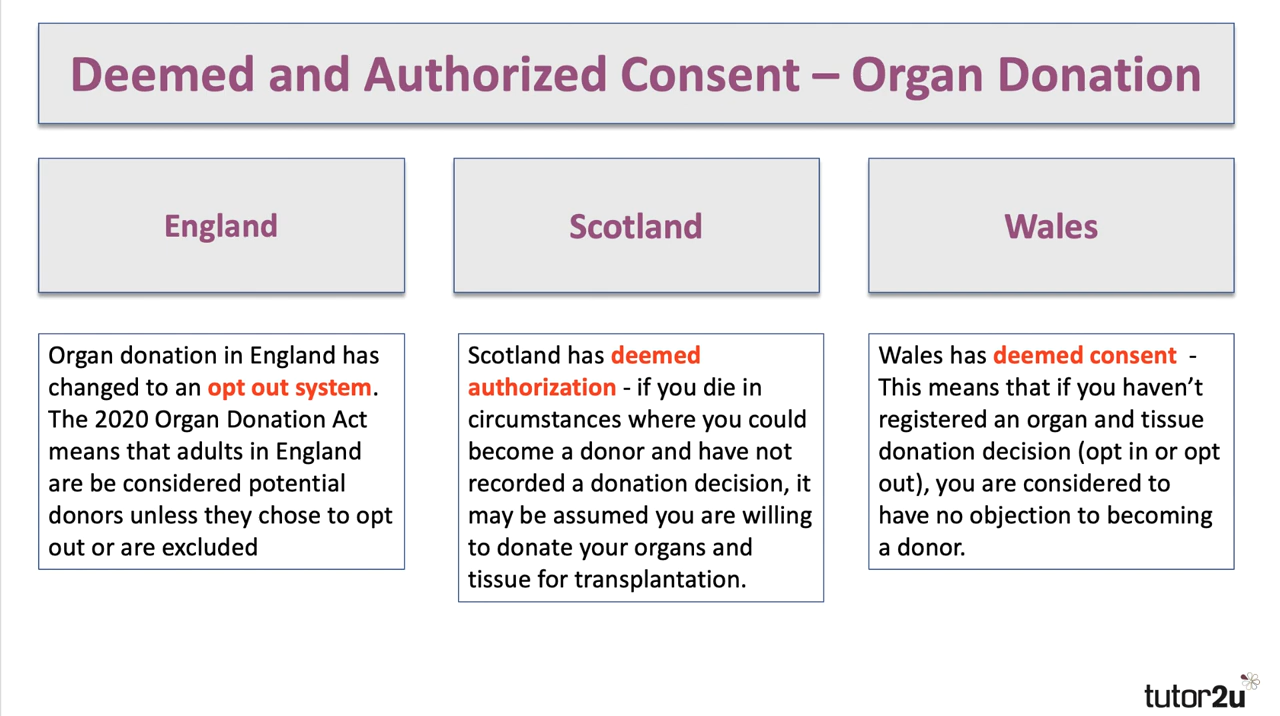 Deemed and Authorized Consent – Organ Donation
England
Scotland
Wales
Organ donation in England has
changed to an opt out system.
The 2020 Organ Donation Act
means that adults in England
are be considered potential
donors unless they chose to opt
out or are excluded
Scotland has deemed
authorization - if you die in
circumstances where you could
become a donor and have not
recorded a donation decision, it
may be assumed you are willing
to donate your organs and
tissue for transplantation.
Wales has deemed consent -
This means that if you haven’t
registered an organ and tissue
donation decision (opt in or opt
out), you are considered to
have no objection to becoming
a donor.
tutor2u